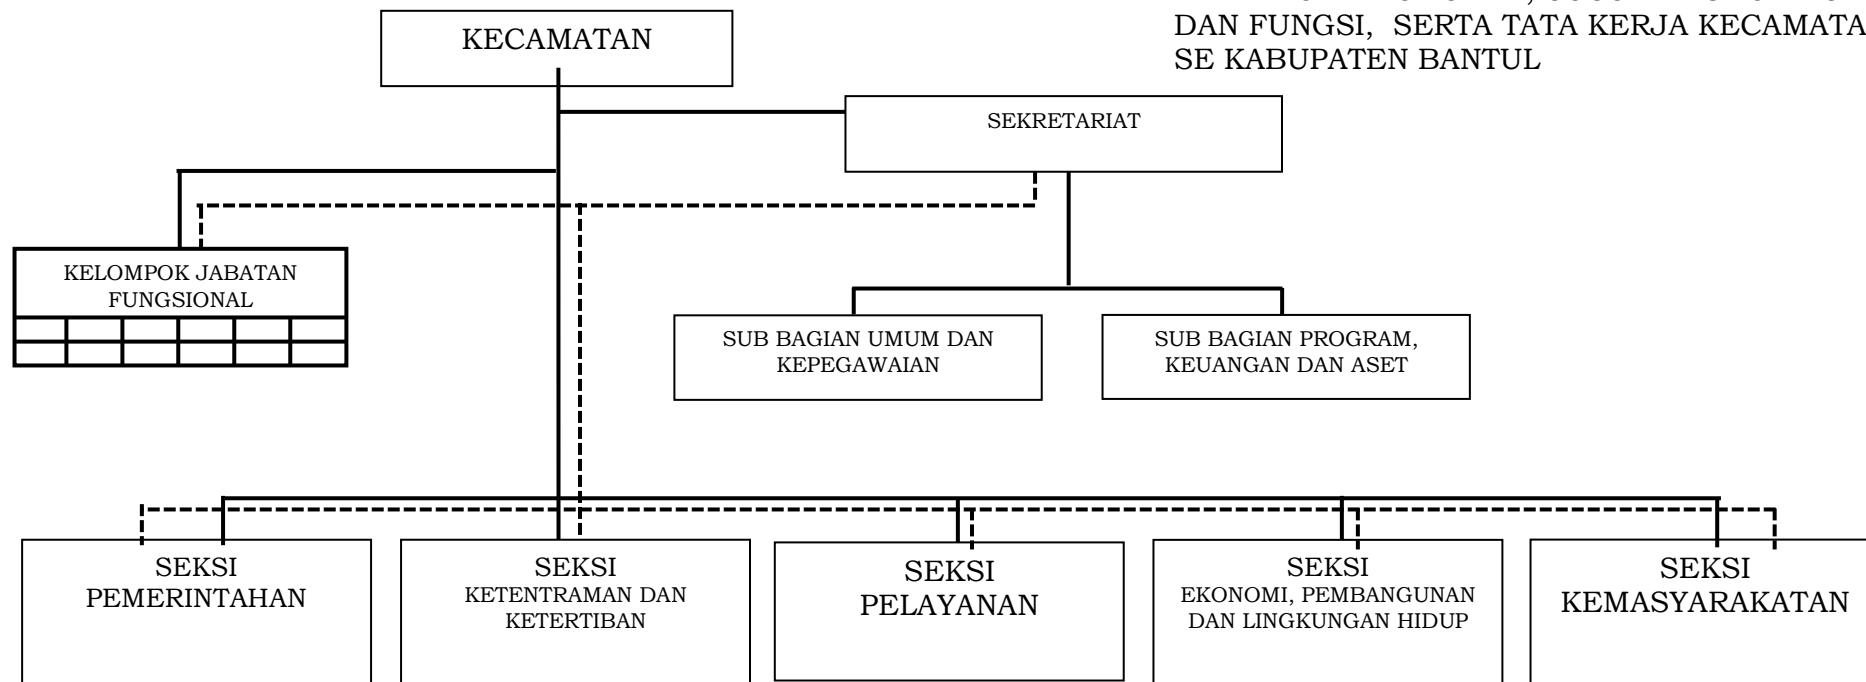 DAN FUNGSI, SERTA TATA KERJA
SE KABUPATEN BANTUL
KECAMATAN
SEKRETARIAT
KELOMPOK JABATAN
FUNGSIONAL
SUB BAGIAN UMUM DAN
KEPEGAWAIAN
SUB BAGIAN PROGRAM,
KEUANGAN DAN ASET
SEKSI
PEMERINTAHAN
SEKSI
KETENTRAMAN DAN
KETERTIBAN
SEKSI
PELAYANAN
SEKSI
EKONOMI, PEMBANGUNAN
DAN LINGKUNGAN HIDUP
SEKSI
KEMASYARAKATAN